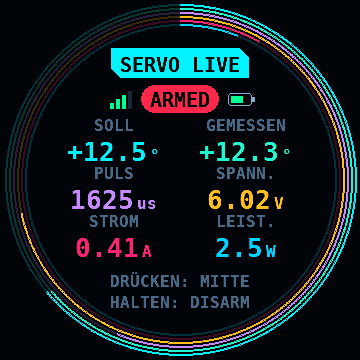 SERVO LIVE
ARMED
SOLL GEMESSEN
+12.5° +12.3°
PULS SPANN.
1625us 6.02V
STROM LEIST.
0.41A 2.5W
DRÜCKEN: MITTE
HALTEN: DISARM